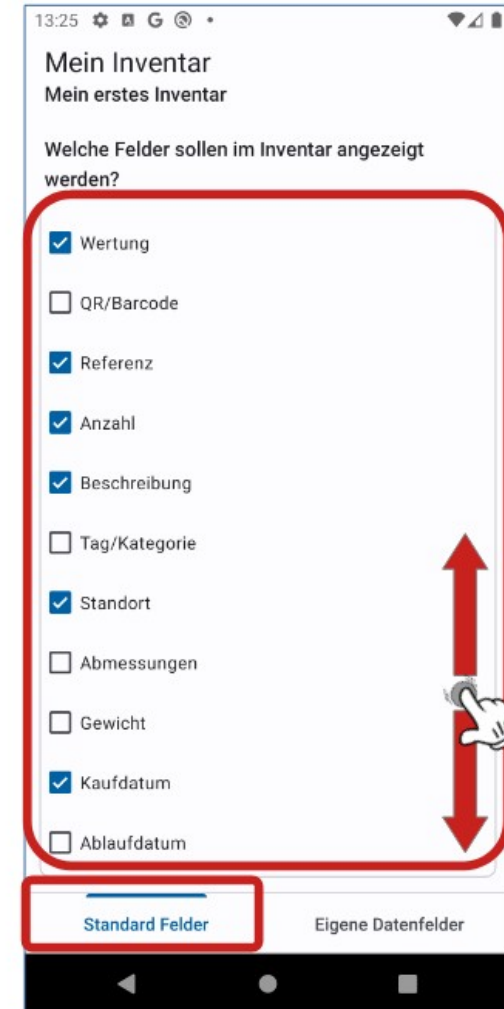 13:25
Mein Inventar
Mein erstes Inventar
Welche Felder sollen im Inventar angezeigt
werden?
Wertung
QR/Barcode
Referenz
Anzahl
Beschreibung
Tag/Kategorie
Standort
Abmessungen
Gewicht
Kaufdatum
Ablaufdatum
Standard Felder
Eigene Datenfelder